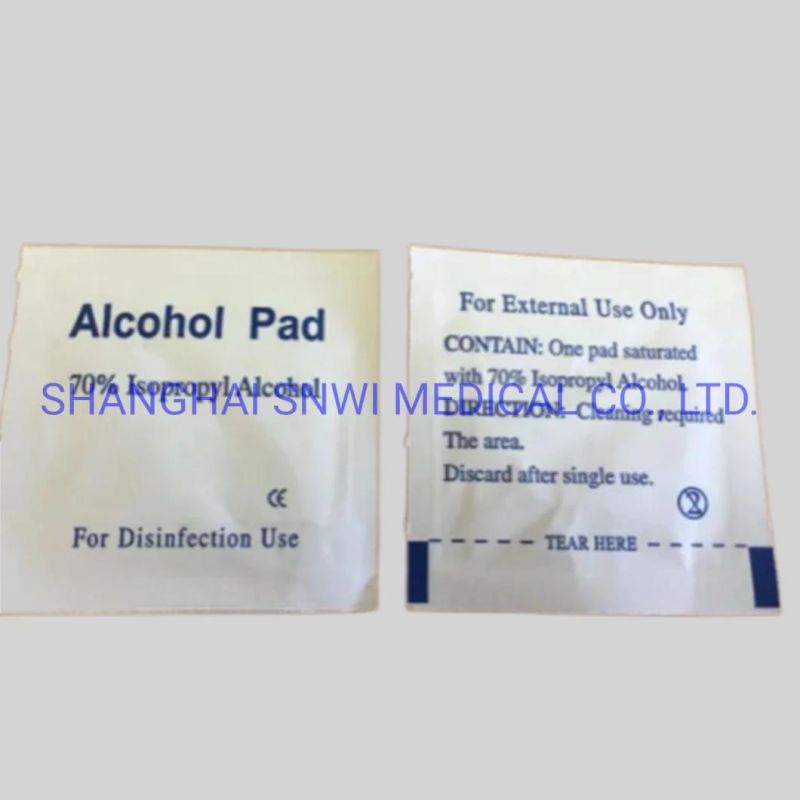 Alcohol Pad
70% Isopropyl Alcohol
CE
For Disinfection Use
For External Use Only
CONTAIN: One pad saturated
with 70% Isopropyl Alcohol.
DIRECTION: Cleaning required
The area.
Discard after single use.
2
TEAR HERE
SHANGHAI SNWI MEDICAL CO., LTD.